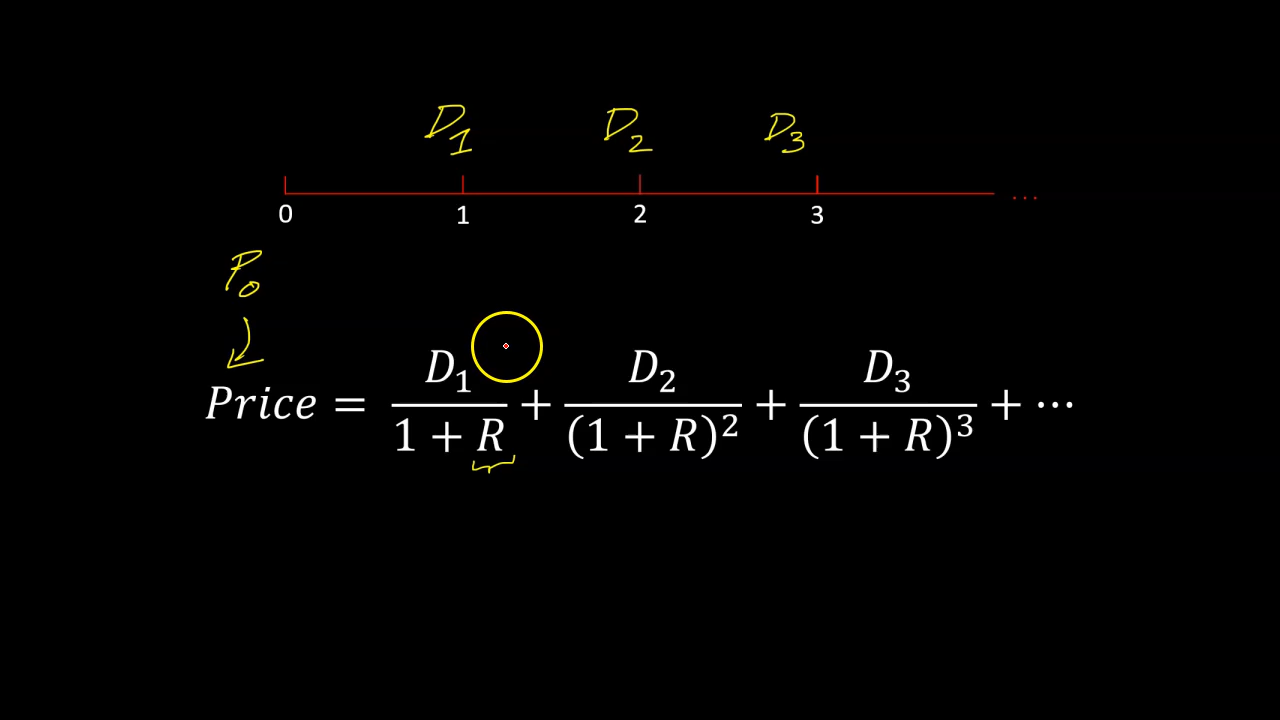 D₁ D₂ D₃
...
0 1 2 3
P₀
Price = D₁/(1 + R) + D₂/(1 + R)² + D₃/(1 + R)³ + ⋯